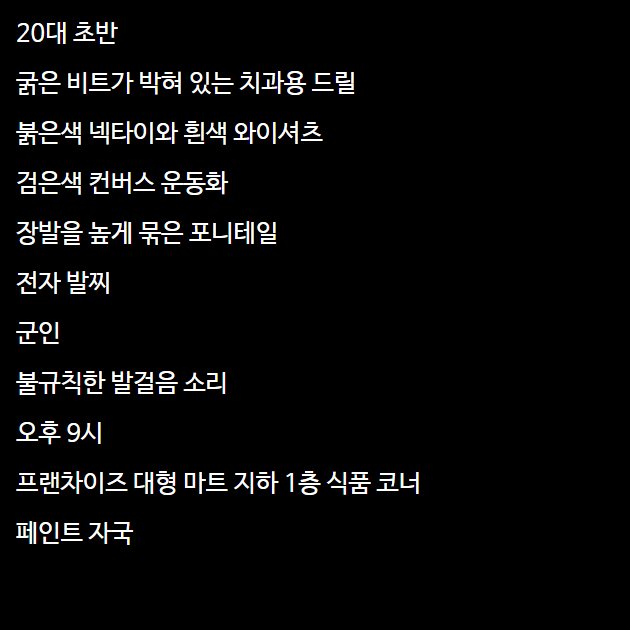 20대 초반
굵은 비트가 박혀 있는 치과용 드릴
붉은색 넥타이와 흰색 와이셔츠
검은색 컨버스 운동화
장발을 높게 묶은 포니테일
전자 발찌
군인
불규칙한 발걸음 소리
오후 9시
프랜차이즈 대형 마트 지하 1층 식품 코너
페인트 자국